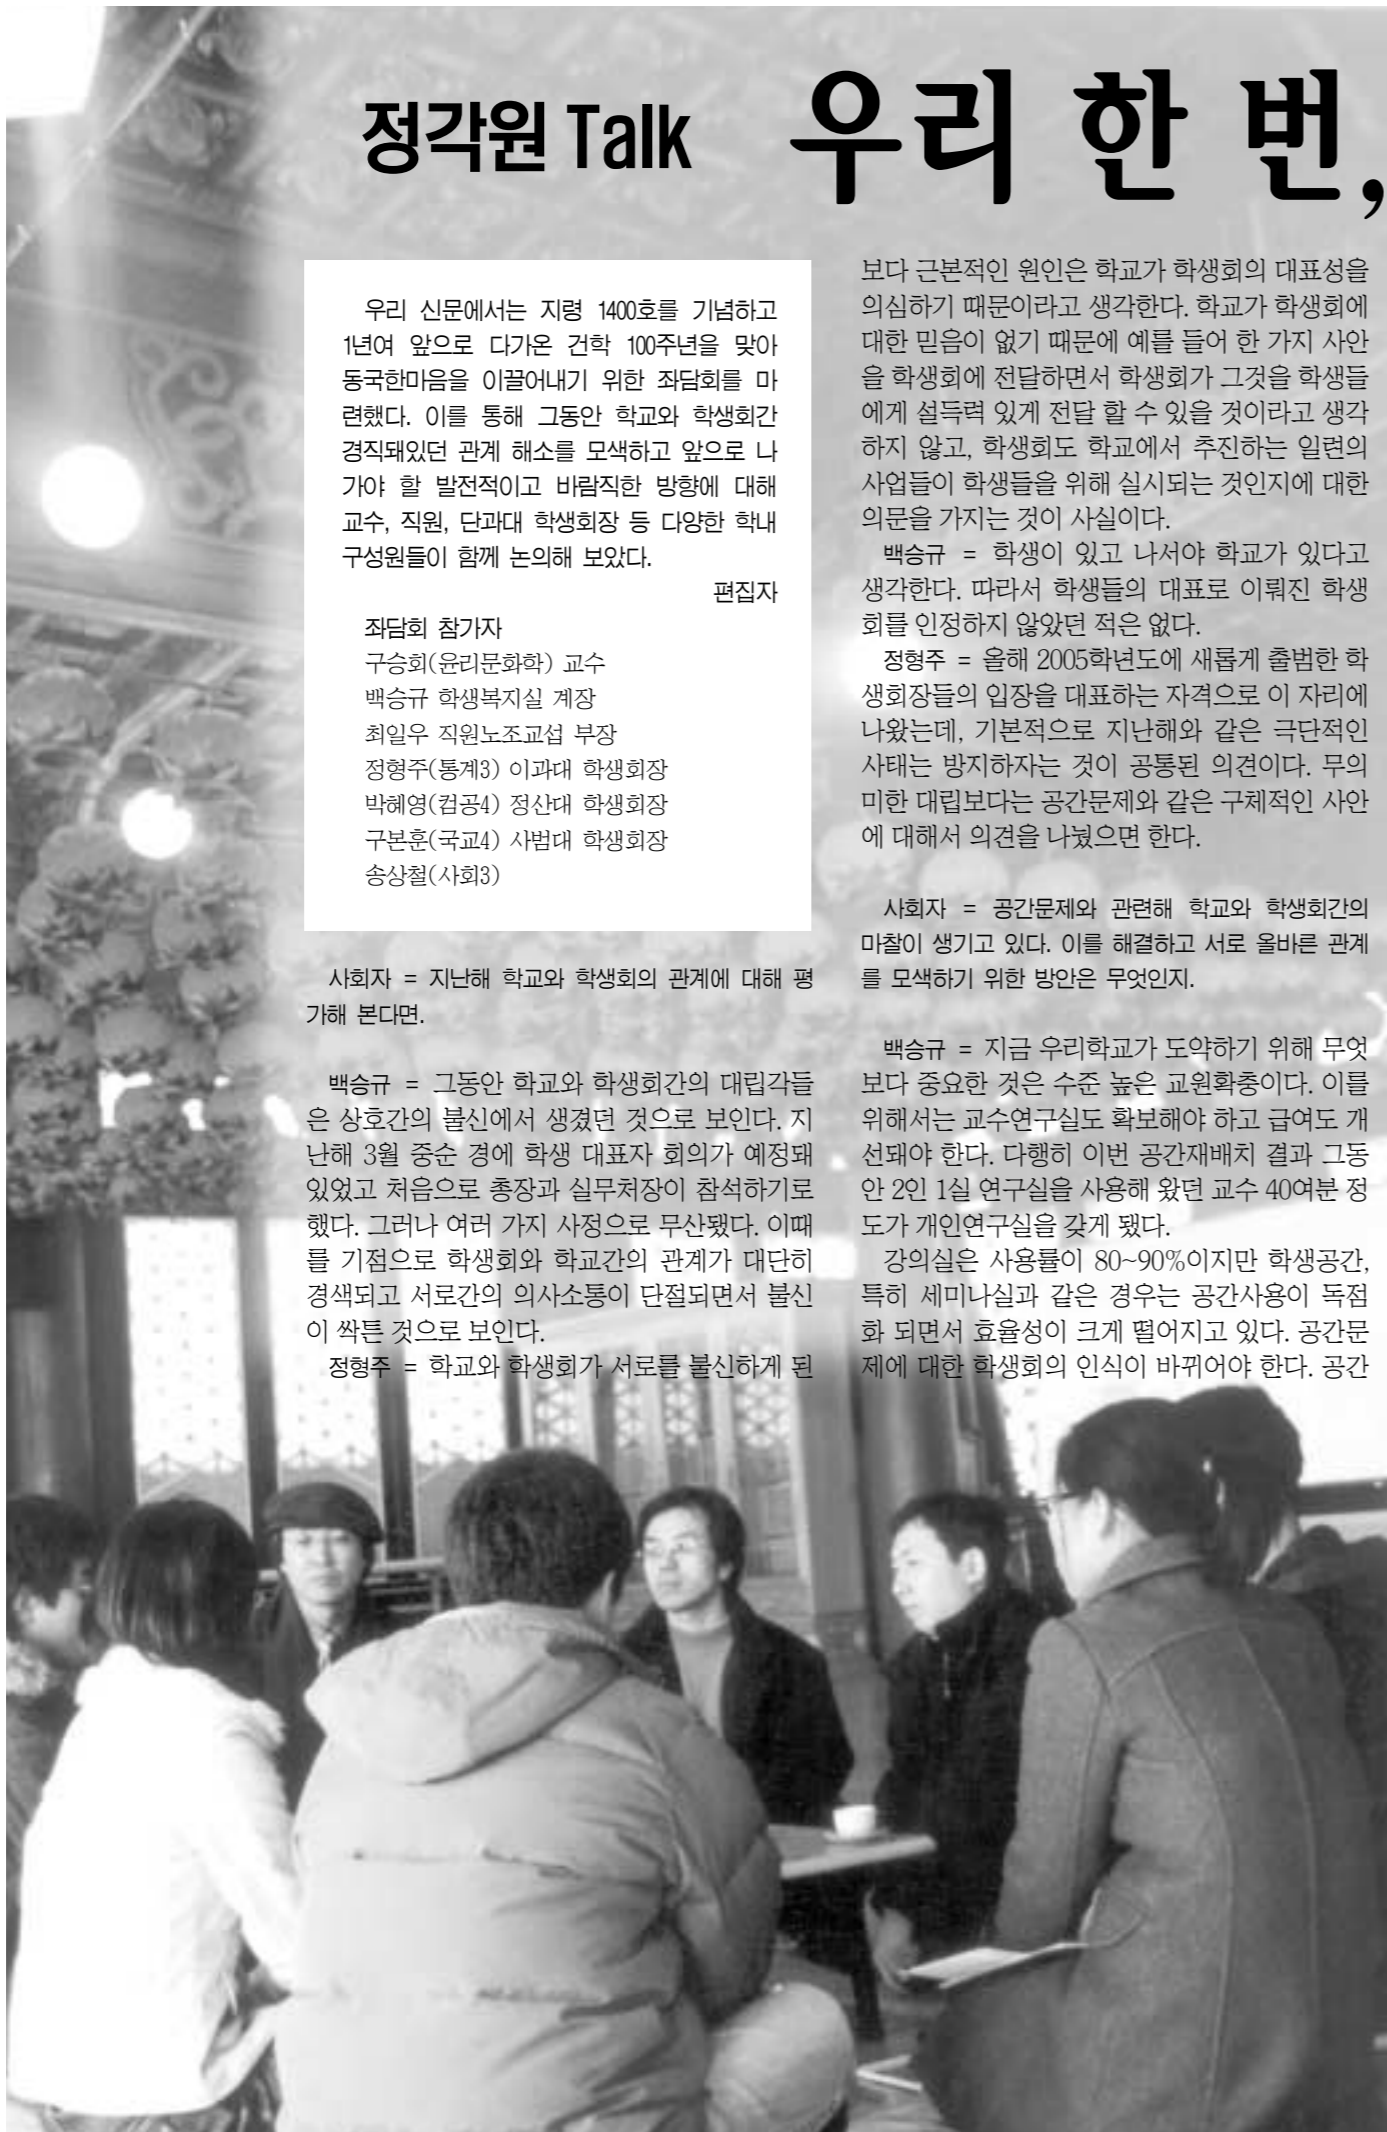 정각원 Talk
우리 한 번,
우리 신문에서는 지령 1400호를 기념하고
1년여 앞으로 다가온 건학 100주년을 맞아
동국한마음을 이끌어내기 위한 좌담회를 마
련했다. 이를 통해 그동안 학교와 학생회간
경직돼있던 관계 해소를 모색하고 앞으로 나
가야 할 발전적이고 바람직한 방향에 대해
교수, 직원, 단과대 학생회장 등 다양한 학내
구성원들이 함께 논의해 보았다.
편집자
좌담회 참가자
구승회(윤리문화학) 교수
백승규 학생복지실 계장
최일우 직원노조교섭 부장
정형주(통계3) 이과대 학생회장
박혜영(컴공4) 정산대 학생회장
구본훈(국교4) 사범대 학생회장
송상철(사회3)
사회자 = 지난해 학교와 학생회의 관계에 대해 평
가해 본다면.
백승규 = 그동안 학교와 학생회간의 대립각들
은 상호간의 불신에서 생겼던 것으로 보인다. 지
난해 3월 중순 경에 학생 대표자 회의가 예정돼
있었고 처음으로 총장과 실무처장이 참석하기로
했다. 그러나 여러 가지 사정으로 무산됐다. 이때
를 기점으로 학생회와 학교간의 관계가 대단히
경색되고 서로간의 의사소통이 단절되면서 불신
이 싹튼 것으로 보인다.
정형주 = 학교와 학생회가 서로를 불신하게 된
보다 근본적인 원인은 학교가 학생회의 대표성을
의심하기 때문이라고 생각한다. 학교가 학생회에
대한 믿음이 없기 때문에 예를 들어 한 가지 사안
을 학생회에 전달하면서 학생회가 그것을 학생들
에게 설득력 있게 전달 할 수 있을 것이라고 생각
하지 않고, 학생회도 학교에서 추진하는 일련의
사업들이 학생들을 위해 실시되는 것인지에 대한
의문을 가지는 것이 사실이다.
백승규 = 학생이 있고 나서야 학교가 있다고
생각한다. 따라서 학생들의 대표로 이뤄진 학생
회를 인정하지 않았던 적은 없다.
정형주 = 올해 2005학년도에 새롭게 출범한 학
생회장들의 입장을 대표하는 자격으로 이 자리에
나왔는데, 기본적으로 지난해와 같은 극단적인
사태는 방지하자는 것이 공통된 의견이다. 무의
미한 대립보다는 공간문제와 같은 구체적인 사안
에 대해서 의견을 나눴으면 한다.
사회자 = 공간문제와 관련해 학교와 학생회간의
마찰이 생기고 있다. 이를 해결하고 서로 올바른 관계
를 모색하기 위한 방안은 무엇인지.
백승규 = 지금 우리학교가 도약하기 위해 무엇
보다 중요한 것은 수준 높은 교원확충이다. 이를
위해서는 교수연구실도 확보해야 하고 급여도 개
선돼야 한다. 다행히 이번 공간재배치 결과 그동
안 2인 1실 연구실을 사용해 왔던 교수 40여분 정
도가 개인연구실을 갖게 됐다.
강의실은 사용률이 80~90%이지만 학생공간,
특히 세미나실과 같은 경우는 공간사용이 독점
화 되면서 효율성이 크게 떨어지고 있다. 공간문
제에 대한 학생회의 인식이 바뀌어야 한다. 공간